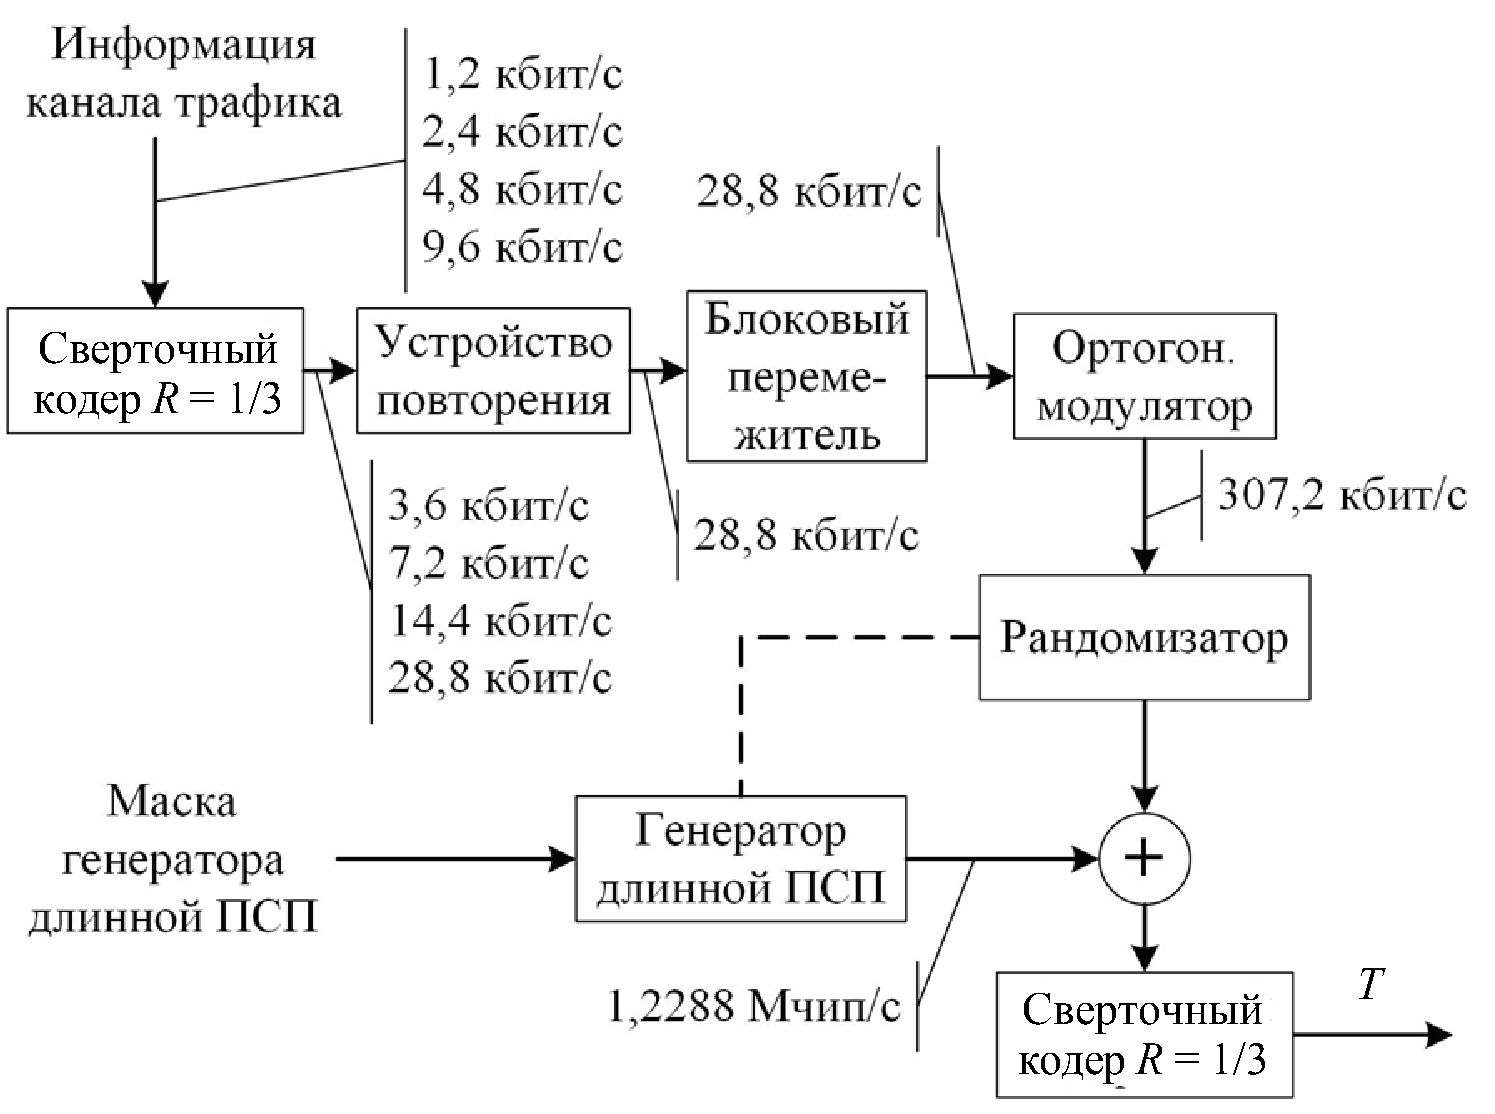 Информация
канала трафика
1,2 кбит/с
2,4 кбит/с
4,8 кбит/с
9,6 кбит/с
28,8 кбит/с
Сверточный
кодер R = 1/3
Устройство
повторения
Блоковый
переме-
житель
Ортогон.
модулятор
3,6 кбит/с
7,2 кбит/с
14,4 кбит/с
28,8 кбит/с
28,8 кбит/с
307,2 кбит/с
Рандомизатор
Маска
генератора
длинной ПСП
Генератор
длинной ПСП
+
1,2288 Мчип/с
Сверточный
кодер R = 1/3
T